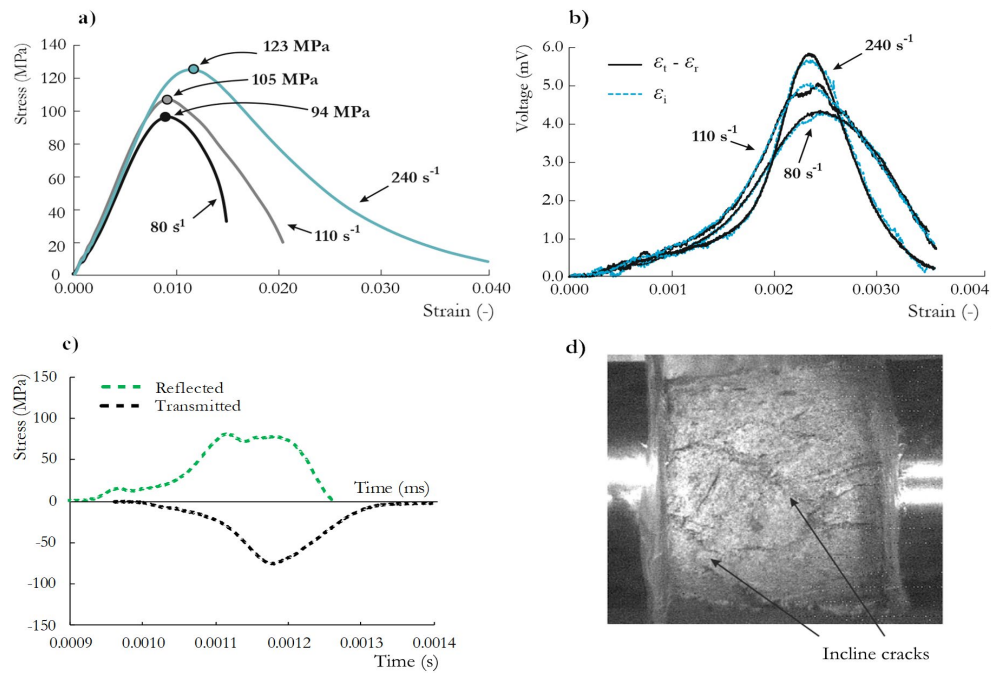 a)
Stress (MPa)
140
120
100
80
60
40
20
0
0.000
0.010
0.020
0.030
0.040
Strain (-)
123 MPa
105 MPa
94 MPa
80 s¹
110 s⁻¹
240 s⁻¹
b)
Voltage (mV)
6.0
5.0
4.0
3.0
2.0
1.0
0.0
0.000
0.001
0.002
0.0030
0.004
Strain (-)
εt - εr
εi
240 s⁻¹
110 s⁻¹
80 s⁻¹
c)
Stress (MPa)
150
100
50
0
-50
-100
-150
Reflected
Transmitted
Time (ms)
0.0009
0.0010
0.0011
0.0012
0.0013
0.0014
Time (s)
d)
Incline cracks